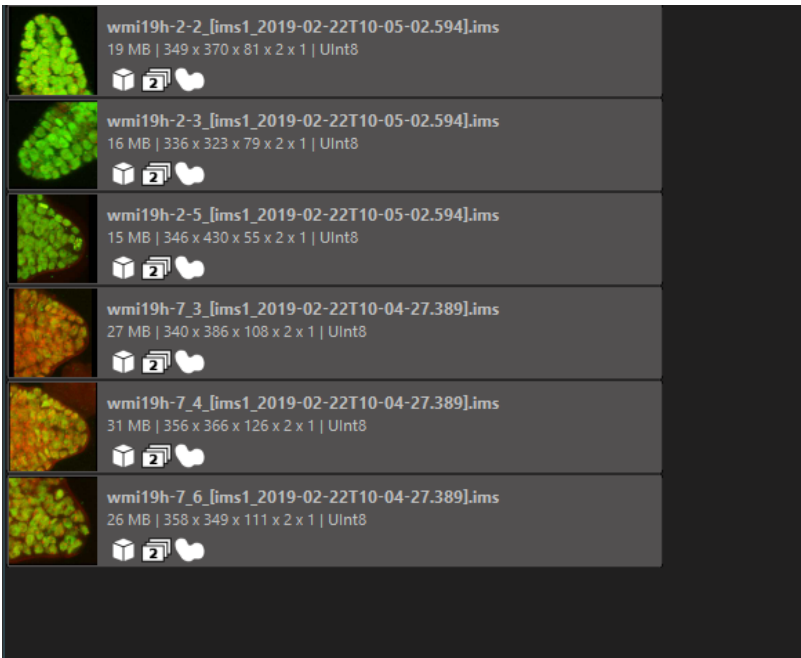 wmi19h-2-2_[ims1_2019-02-22T10-05-02.594].ims
19 MB | 349 x 370 x 81 x 2 x 1 | UInt8
2
wmi19h-2-3_[ims1_2019-02-22T10-05-02.594].ims
16 MB | 336 x 323 x 79 x 2 x 1 | UInt8
2
wmi19h-2-5_[ims1_2019-02-22T10-05-02.594].ims
15 MB | 346 x 430 x 55 x 2 x 1 | UInt8
2
wmi19h-7_3_[ims1_2019-02-22T10-04-27.389].ims
27 MB | 340 x 386 x 108 x 2 x 1 | UInt8
2
wmi19h-7_4_[ims1_2019-02-22T10-04-27.389].ims
31 MB | 356 x 366 x 126 x 2 x 1 | UInt8
2
wmi19h-7_6_[ims1_2019-02-22T10-04-27.389].ims
26 MB | 358 x 349 x 111 x 2 x 1 | UInt8
2